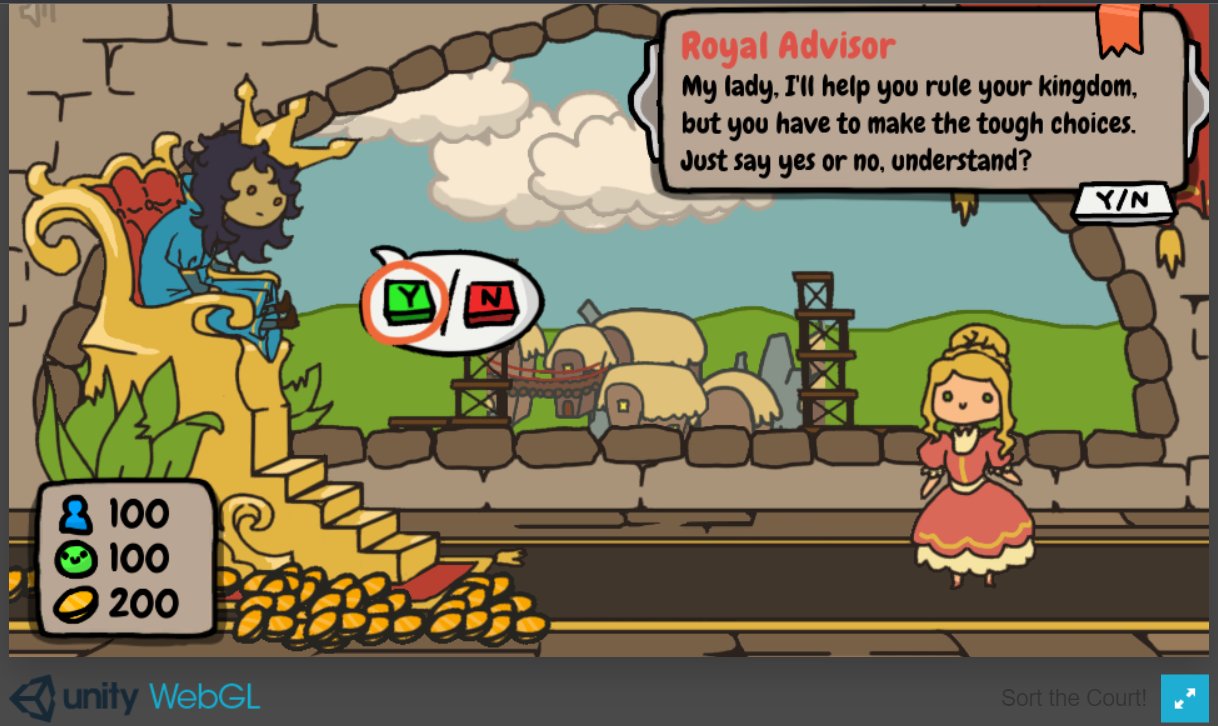 Royal Advisor
My lady, I'll help you rule your kingdom,
but you have to make the tough choices.
Just say yes or no, understand?
Y/N
Y / N
100
100
200
unity WebGL
Sort the Court!